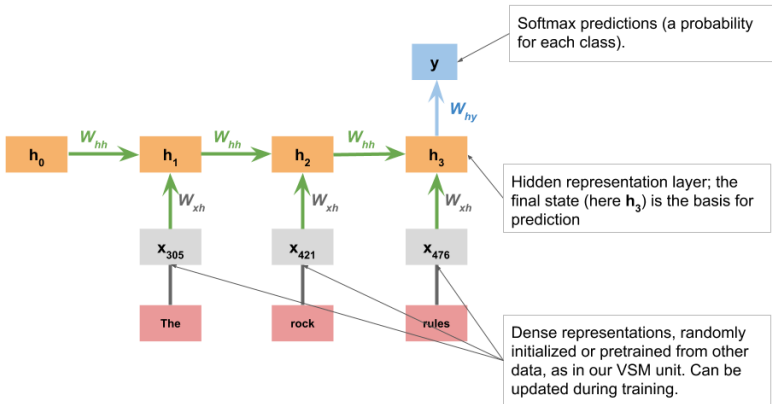 Softmax predictions (a probability
for each class).
y
W_hy
W_hh
W_hh
W_hh
h_0
h_1
h_2
h_3
Hidden representation layer; the
final state (here h_3) is the basis for
prediction
W_xh
W_xh
W_xh
x_305
x_421
x_476
The
rock
rules
Dense representations, randomly
initialized or pretrained from other
data, as in our VSM unit. Can be
updated during training.